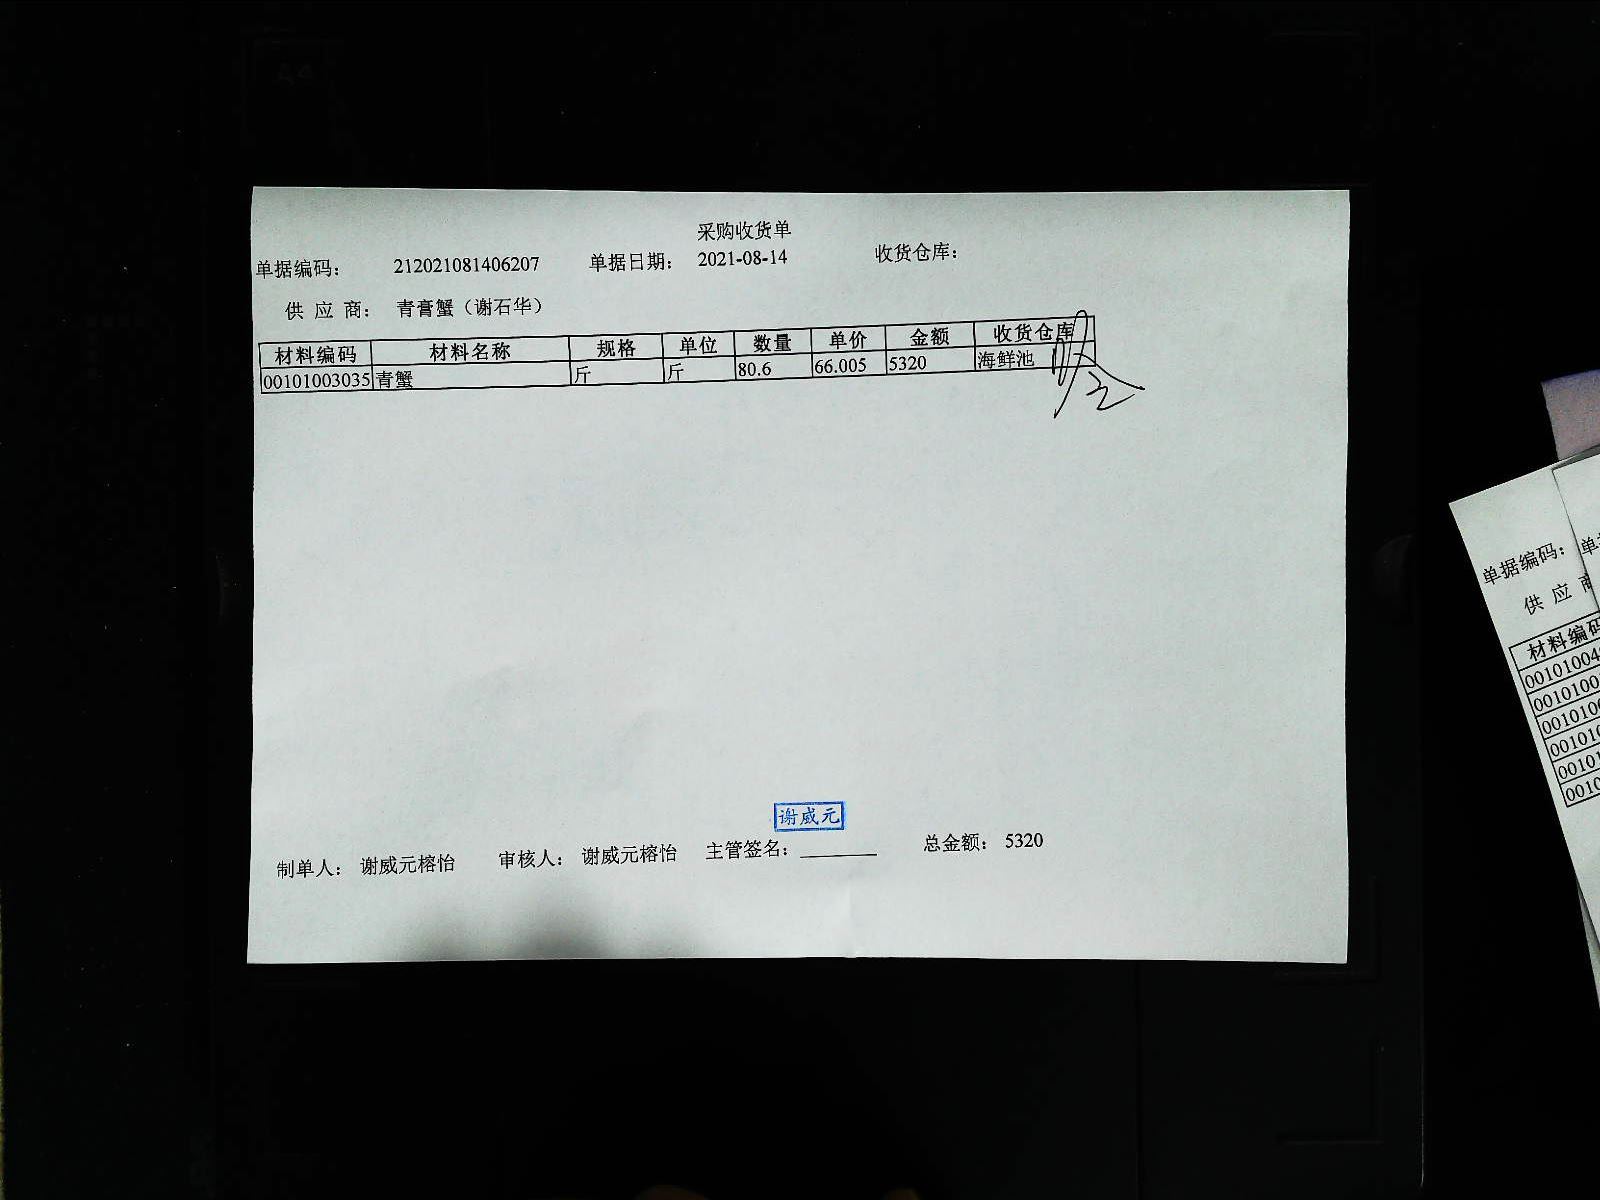 采购收货单
单据编码： 212021081406207 单据日期： 2021-08-14 收货仓库：
供 应 商： 青膏蟹（谢石华）
材料编码 材料名称 规格 单位 数量 单价 金额 收货仓库
00101003035 青蟹 斤 斤 80.6 66.005 5320 海鲜池
谢威元
制单人： 谢威元榕怡 审核人： 谢威元榕怡 主管签名： 总金额： 5320
单据编码：
供 应 商
材料编码